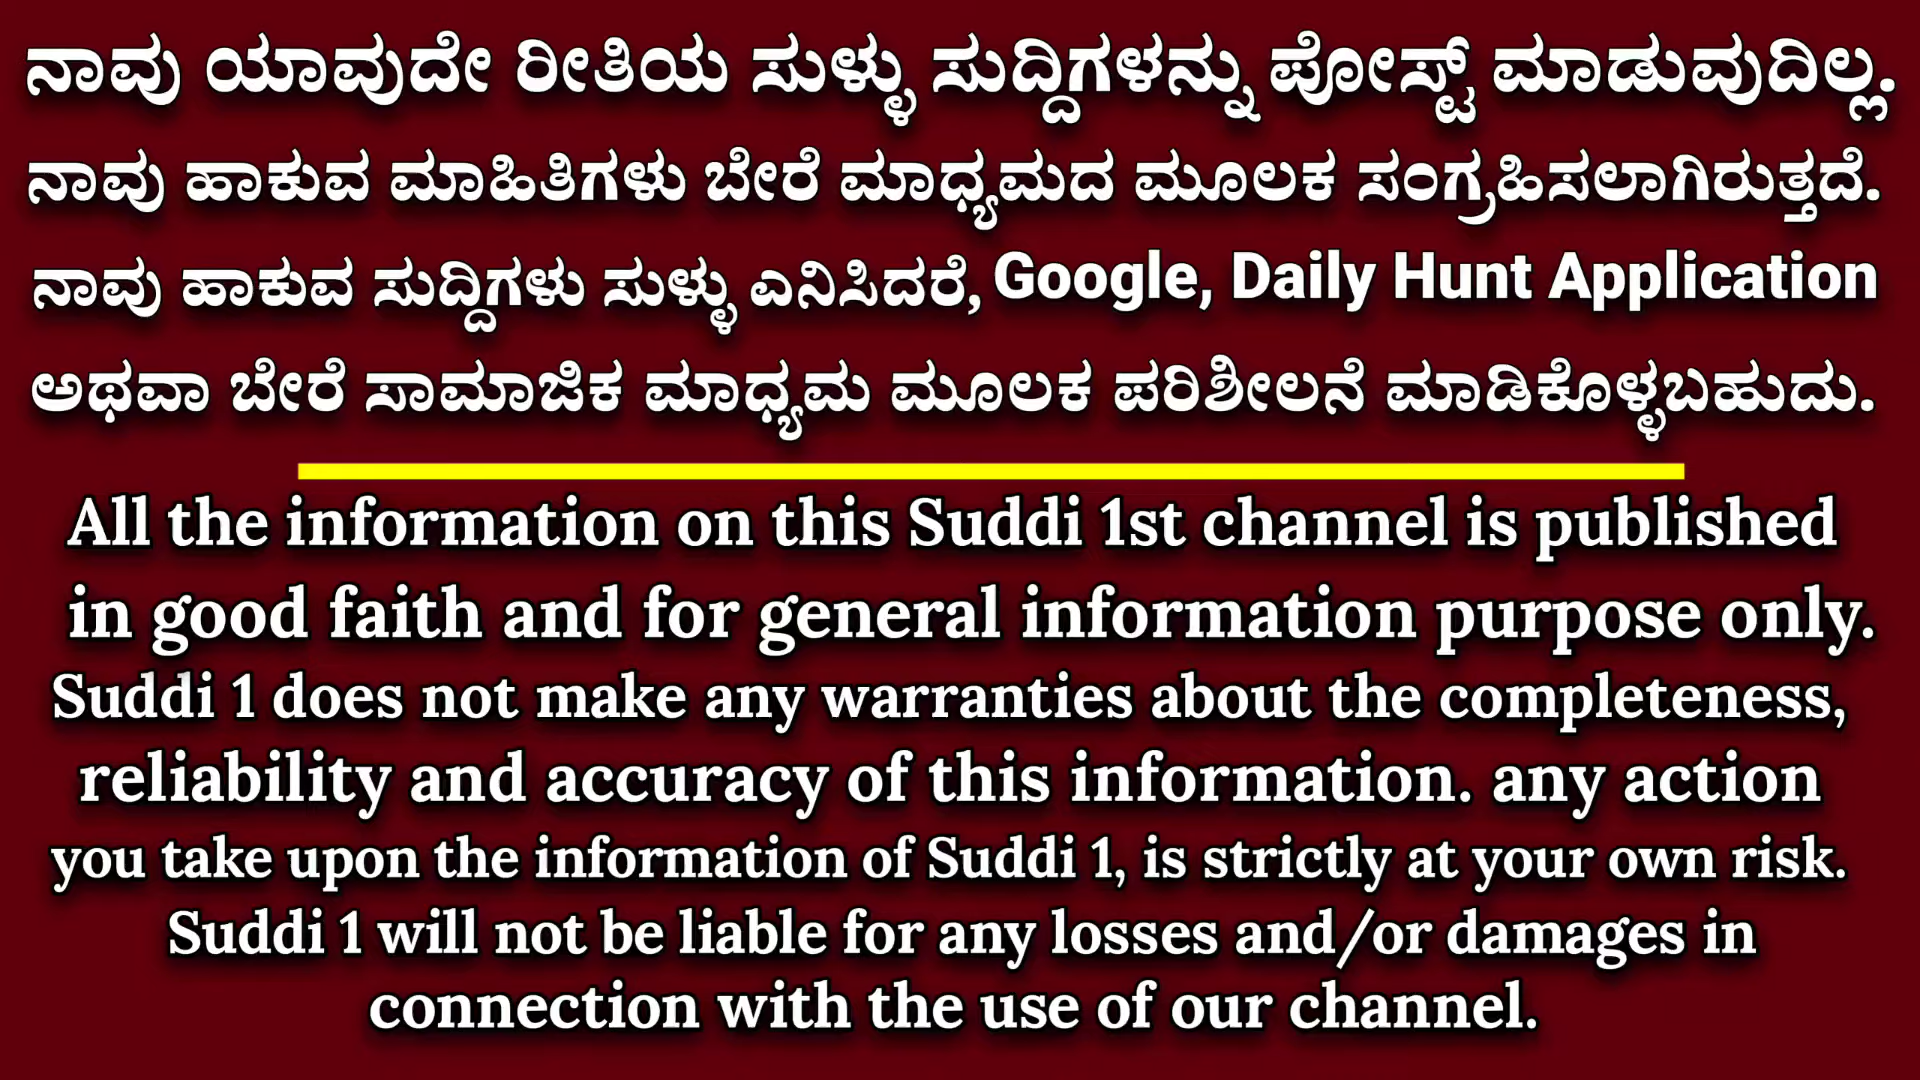 ನಾವು ಯಾವುದೇ ರೀತಿಯ ಸುಳ್ಳು ಸುದ್ದಿಗಳನ್ನು ಪೋಸ್ಟ್ ಮಾಡುವುದಿಲ್ಲ.
ನಾವು ಹಾಕುವ ಮಾಹಿತಿಗಳು ಬೇರೆ ಮಾಧ್ಯಮದ ಮೂಲಕ ಸಂಗ್ರಹಿಸಲಾಗಿರುತ್ತದೆ.
ನಾವು ಹಾಕುವ ಸುದ್ದಿಗಳು ಸುಳ್ಳು ಎನಿಸಿದರೆ, Google, Daily Hunt Application
ಅಥವಾ ಬೇರೆ ಸಾಮಾಜಿಕ ಮಾಧ್ಯಮ ಮೂಲಕ ಪರಿಶೀಲನೆ ಮಾಡಿಕೊಳ್ಳಬಹುದು.
All the information on this Suddi 1st channel is published
in good faith and for general information purpose only.
Suddi 1 does not make any warranties about the completeness,
reliability and accuracy of this information. any action
you take upon the information of Suddi 1, is strictly at your own risk.
Suddi 1 will not be liable for any losses and/or damages in
connection with the use of our channel.